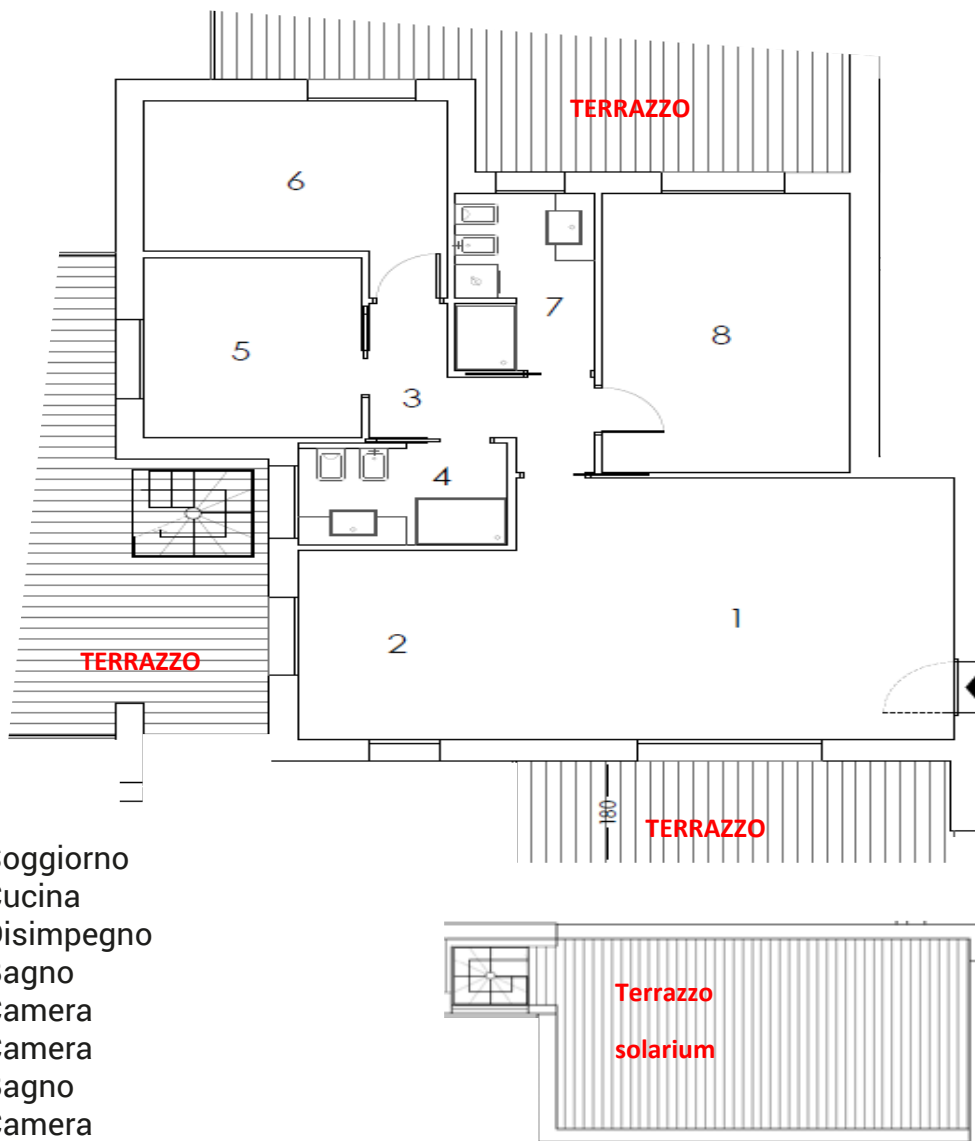 TERRAZZO
6
7
8
5
3
4
2
1
TERRAZZO
180
TERRAZZO
oggiorno
ucina
isimpegno
agno
amera
amera
agno
amera
Terrazzo
solarium